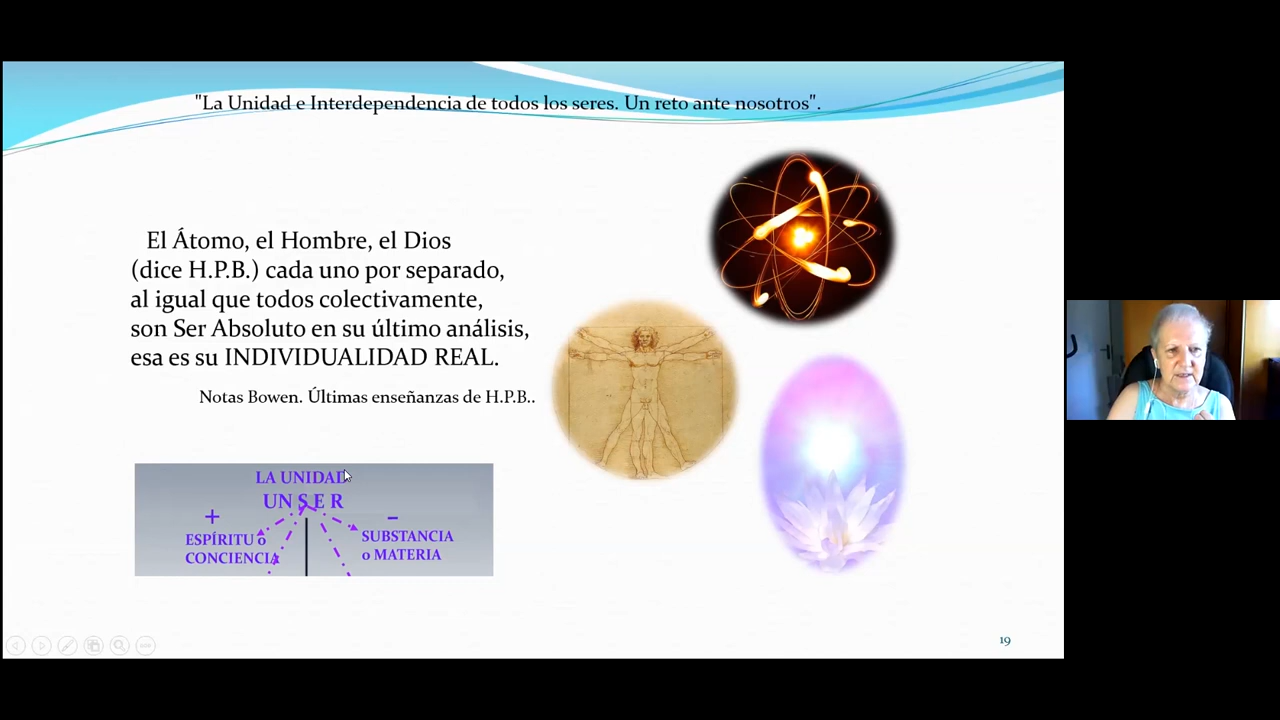 "La Unidad e Interdependencia de todos los seres. Un reto ante nosotros".
El Átomo, el Hombre, el Dios
(dice H.P.B.) cada uno por separado,
al igual que todos colectivamente,
son Ser Absoluto en su último análisis,
esa es su INDIVIDUALIDAD REAL.
Notas Bowen. Últimas enseñanzas de H.P.B..
LA UNIDAD
UN S E R
+
–
ESPÍRITU o
CONCIENCIA
SUBSTANCIA
o MATERIA
19